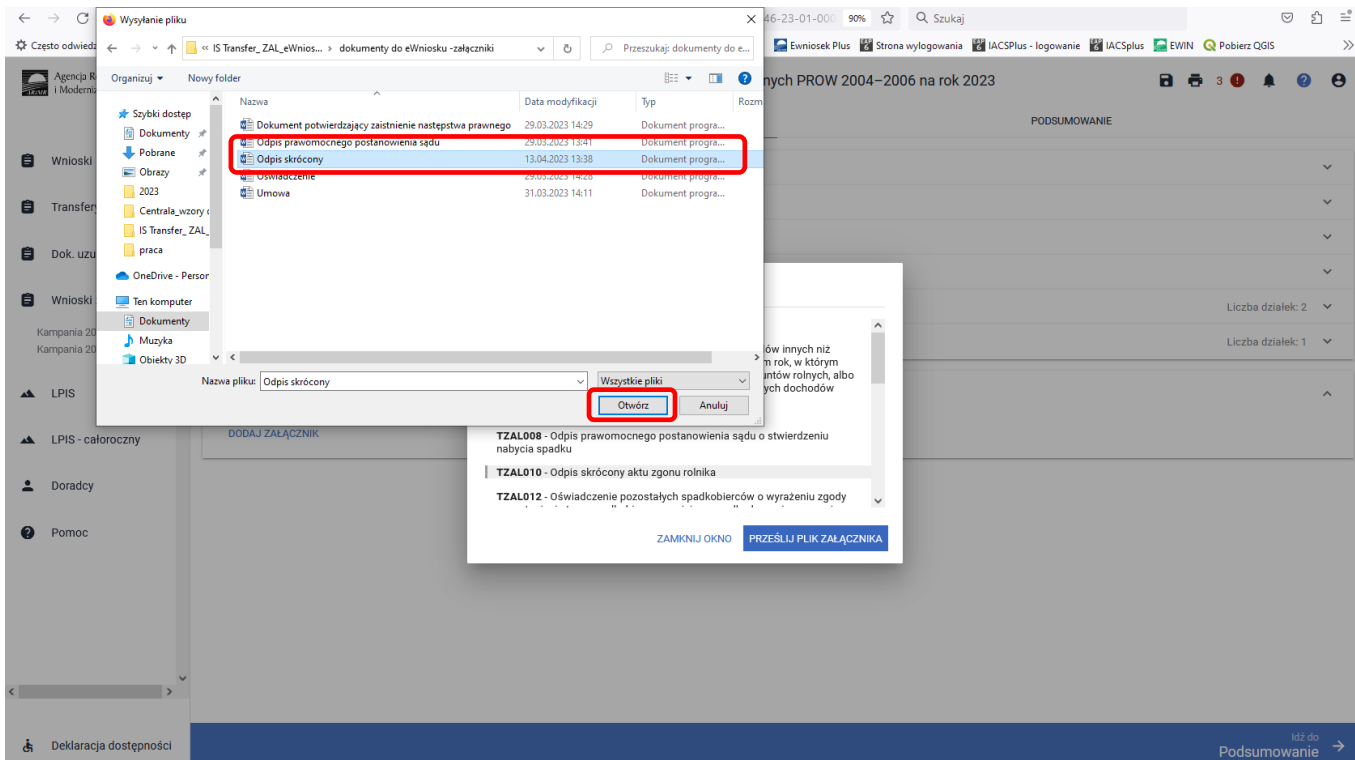 Wysyłanie pliku
46-23-01-000
90%
Szukaj
Często odwiedz
« IS Transfer_ZAL_eWnios... › dokumenty do eWniosku -załączniki
Przeszukaj: dokumenty do e...
Ewniosek Plus
Strona wylogowania
IACSPlus - logowanie
IACSplus
EWIN
Pobierz QGIS
Agencja R
i Moderniz
Organizuj
Nowy folder
nych PROW 2004–2006 na rok 2023
3
Nazwa
Data modyfikacji
Typ
Rozm
PODSUMOWANIE
Szybki dostęp
Dokumenty
Pobrane
Obrazy
2023
Centrala_wzory
IS Transfer_ ZAL_
praca
OneDrive - Person
Ten komputer
Dokumenty
Muzyka
Obiekty 3D
Dokument potwierdzający zaistnienie następstwa prawnego 29.03.2023 14:29 Dokument progra...
Odpis prawomocnego postanowienia sądu 29.03.2023 13:41 Dokument progra...
Odpis skrócony 13.04.2023 13:38 Dokument progra...
Oświadczenie 29.03.2023 14:28 Dokument progra...
Umowa 31.03.2023 14:11 Dokument progra...
Nazwa pliku: Odpis skrócony
Wszystkie pliki
Otwórz
Anuluj
Wnioski
Transfery
Dok. uzu
Wnioski
Kampania 20
Kampania 20
LPIS
LPIS - całoroczny
Doradcy
Pomoc
Deklaracja dostępności
Liczba działek: 2
Liczba działek: 1
DODAJ ZAŁĄCZNIK
ów innych niż
m rok, w którym
untów rolnych, albo
ych dochodów
TZAL008 - Odpis prawomocnego postanowienia sądu o stwierdzeniu
nabycia spadku
TZAL010 - Odpis skrócony aktu zgonu rolnika
TZAL012 - Oświadczenie pozostałych spadkobierców o wyrażeniu zgody
ZAMKNIJ OKNO
PRZEŚLIJ PLIK ZAŁĄCZNIKA
Idź do
Podsumowanie